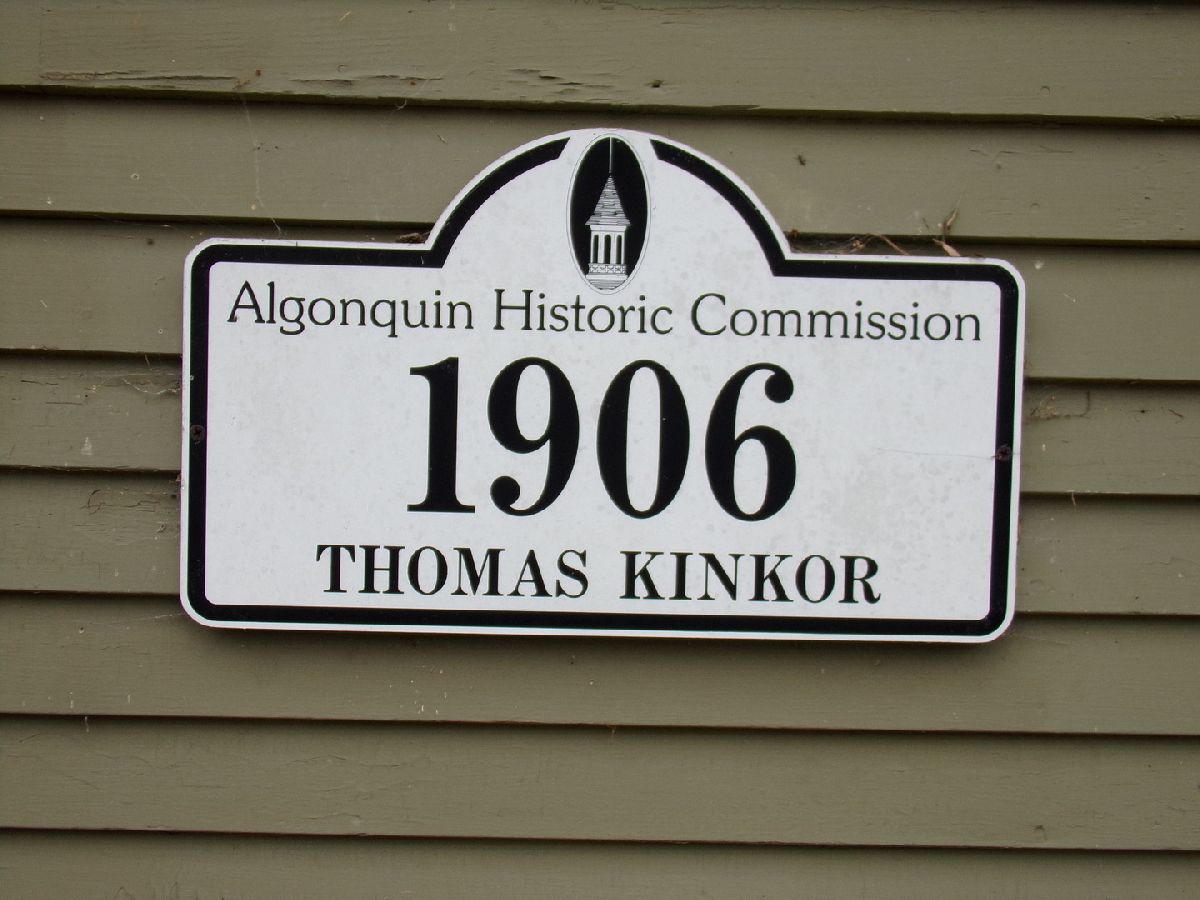 Algonquin Historic Commission
1906
THOMAS KINKOR